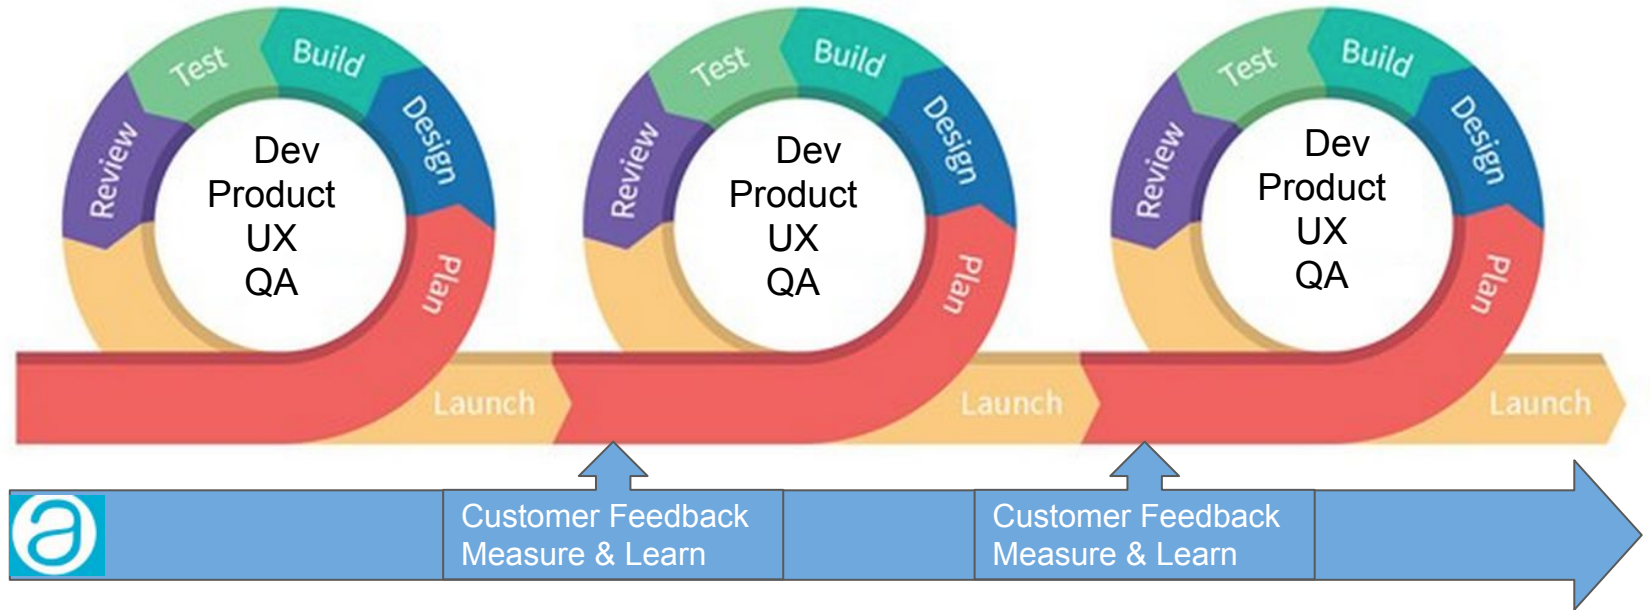 Test
Build
Design
Review
Plan
Launch
Dev
Product
UX
QA
Test
Build
Design
Review
Plan
Launch
Dev
Product
UX
QA
Test
Build
Design
Review
Plan
Launch
Dev
Product
UX
QA
a
Customer Feedback
Measure & Learn
Customer Feedback
Measure & Learn